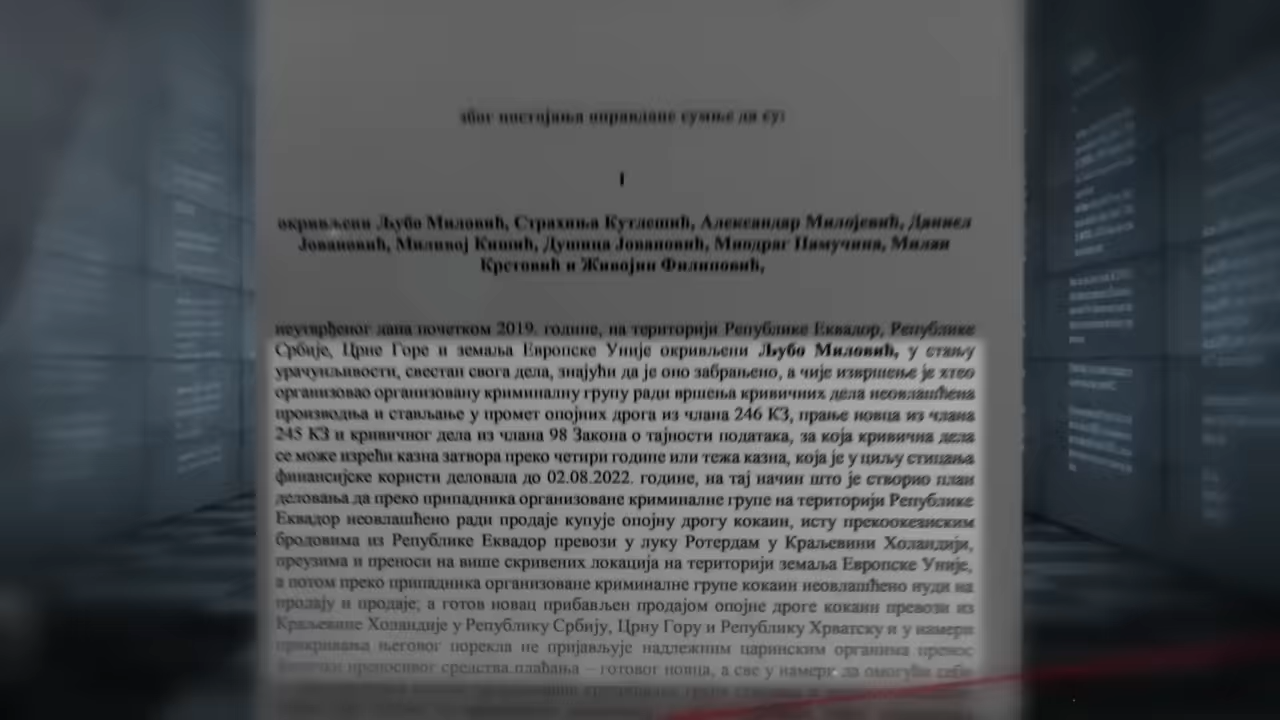 због постојања оправдане сумње да су:
I
окривљени Љубо Миловић, Страхиња Кутлешић, Александар Милојевић, Даниел
Јовановић, Миливој Кишић, Душица Јовановић, Миодраг Памучина, Милан
Крстовић и Живојин Филиповић,
неутврђеног дана почетком 2019. године, на територији Републике Еквадор, Републике
Србије, Црне Горе и земаља Европске Уније окривљени Љубо Миловић, у стању
урачунљивости, свестан свога дела, знајући да је оно забрањено, а чије извршење је хтео
организовао организовану криминалну групу ради вршења кривичних дела неовлашћена
производња и стављање у промет опојних дрога из члана 246 КЗ, прање новца из члана
245 КЗ и кривичног дела из члана 98 Закона о тајности података, за која кривична дела
се може изрећи казна затвора преко четири године или тежа казна, која је у циљу стицања
финансијске користи деловала до 02.08.2022. године, на тај начин што је створио план
деловања да преко припадника организоване криминалне групе на територији Републике
Еквадор неовлашћено ради продаје купује опојну дрогу кокаин, исту прекоокеанским
бродовима из Републике Еквадор превози у луку Ротердам у Краљевини Холандији,
преузима и преноси на више скривених локација на територији земаља Европске Уније,
а потом преко припадника организоване криминалне групе кокаин неовлашћено нуди на
продају и продаје, а готов новац прибављен продајом опојне дроге кокаин превози из
Краљевине Холандије у Републику Србију, Црну Гору и Републику Хрватску и у намери
прикривања његовог порекла не пријављује надлежним царинским органима пренос
преносивог средства плаћања – готовог новца, а све у намери да омогући себи